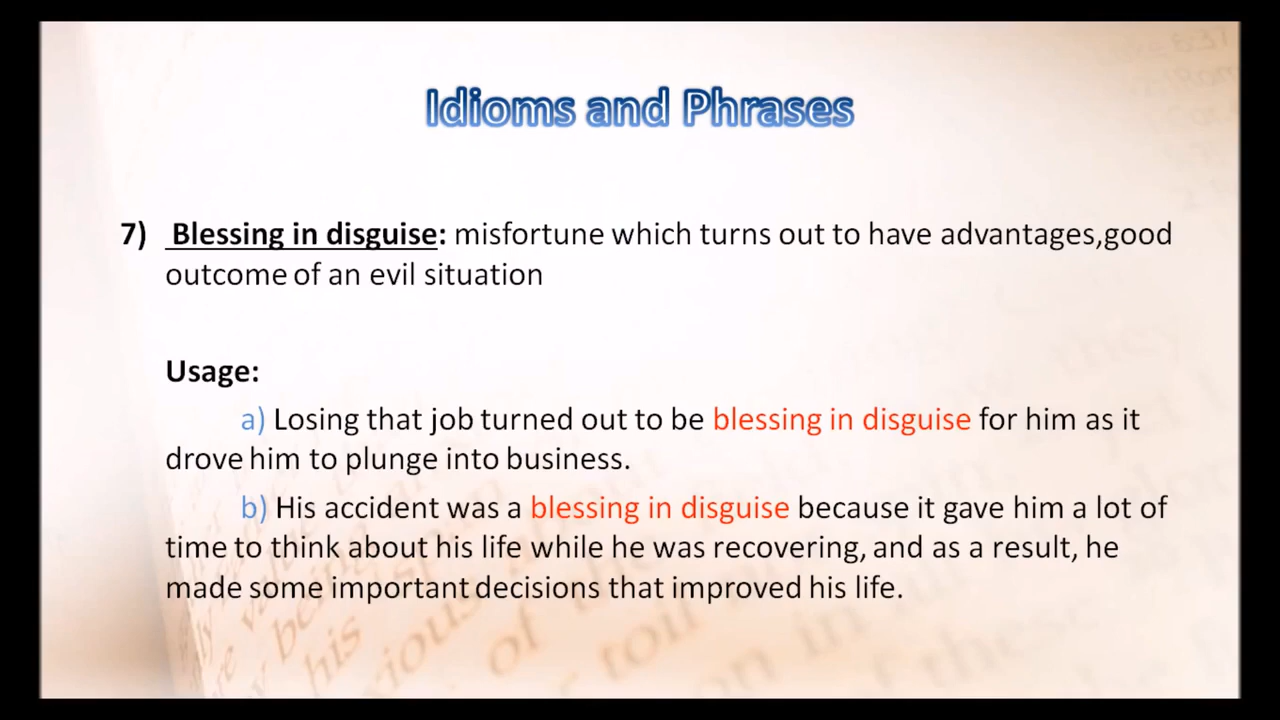 Idioms and Phrases
7) Blessing in disguise: misfortune which turns out to have advantages,good
outcome of an evil situation
Usage:
a) Losing that job turned out to be blessing in disguise for him as it
drove him to plunge into business.
b) His accident was a blessing in disguise because it gave him a lot of
time to think about his life while he was recovering, and as a result, he
made some important decisions that improved his life.